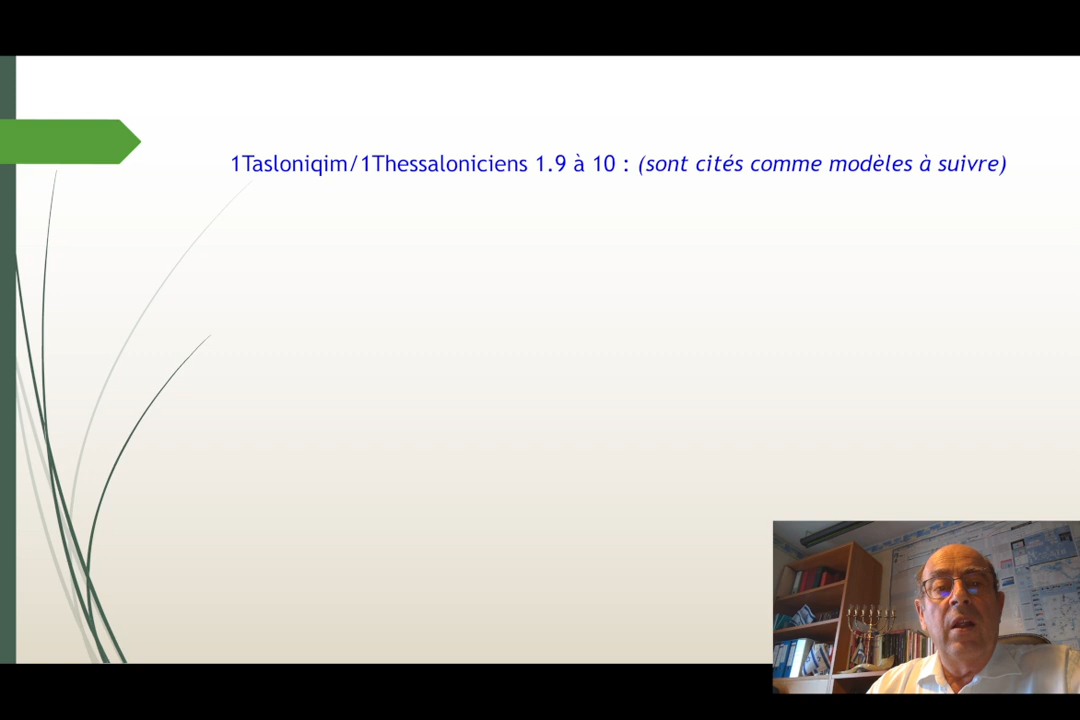 1Tasloniqim/1Thessaloniciens 1.9 à 10 : (sont cités comme modèles à suivre)